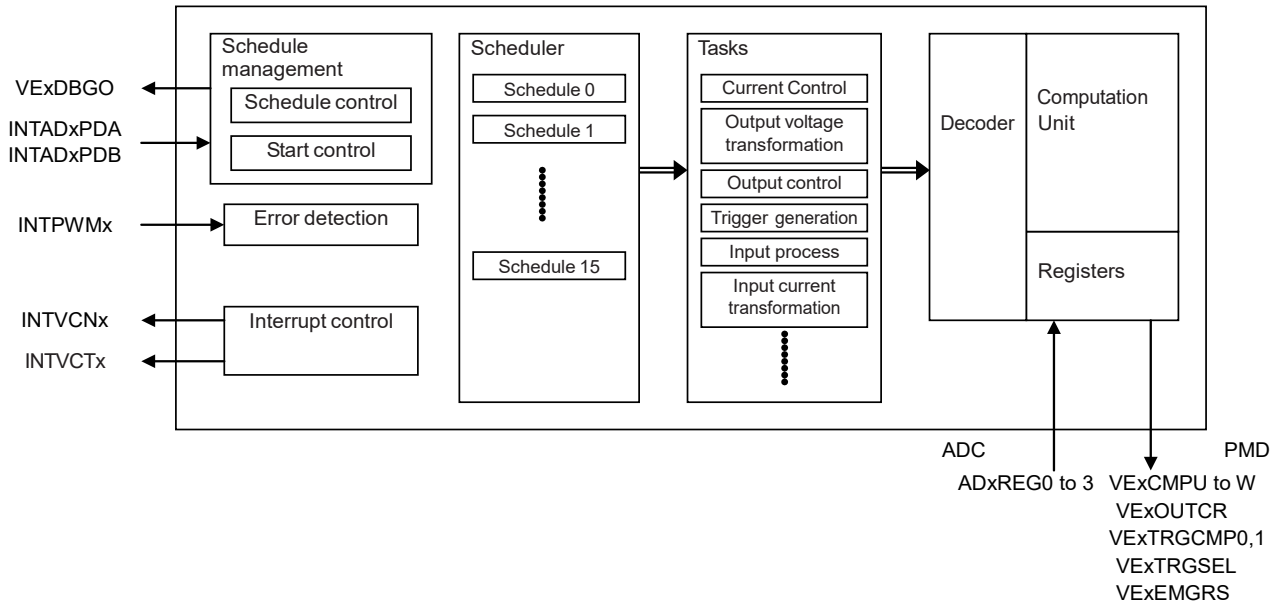 Schedule
management
Schedule control
Start control
Error detection
Interrupt control
VExDBGO
INTADxPDA
INTADxPDB
INTPWMx
INTVCNx
INTVCTx
Scheduler
Schedule 0
Schedule 1
Schedule 15
Tasks
Current Control
Output voltage
transformation
Output control
Trigger generation
Input process
Input current
transformation
Decoder
Computation
Unit
Registers
ADC
ADxREG0 to 3
PMD
VExCMPU to W
VExOUTCR
VExTRGCMP0,1
VExTRGSEL
VExEMGRS